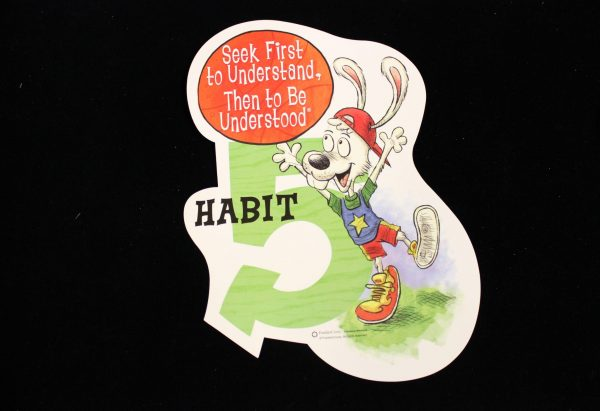 Seek First
to Understand,
Then to Be
Understood®
HABIT
5